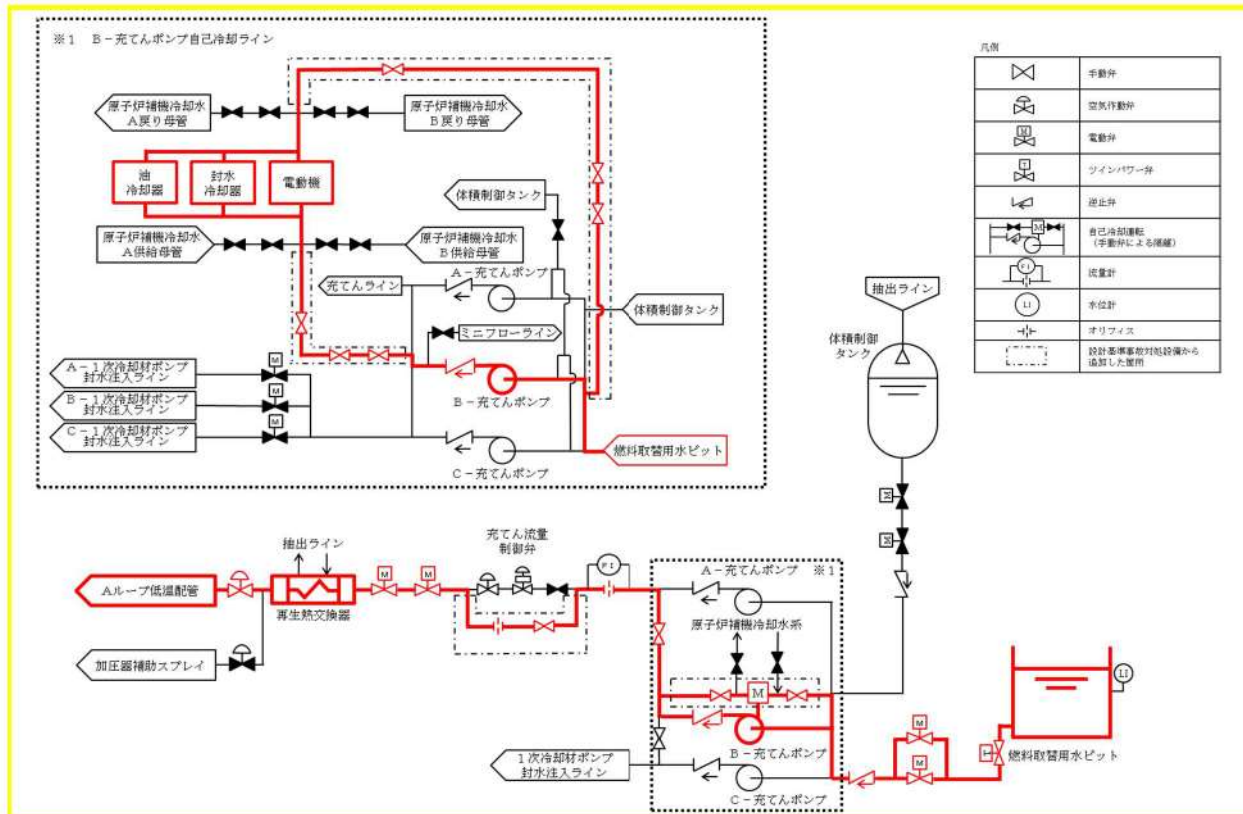 ※1 B－充てんポンプ自己冷却ライン
原子炉補機冷却水
A戻り母管
原子炉補機冷却水
B戻り母管
油
冷却器
封水
冷却器
電動機
体積制御タンク
原子炉補機冷却水
A供給母管
原子炉補機冷却水
B供給母管
A－充てんポンプ
充てんライン
体積制御タンク
ミニフローライン
A－1次冷却材ポンプ
封水注入ライン
B－1次冷却材ポンプ
封水注入ライン
C－1次冷却材ポンプ
封水注入ライン
M
M
M
B－充てんポンプ
燃料取替用水ピット
C－充てんポンプ
凡例
手動弁
空気作動弁
M
電動弁
T
ツインパワー弁
逆止弁
M
自己冷却運転
（手動弁による隔離）
FI
流量計
LI
水位計
オリフィス
設計基準事故対処設備から
追加した箇所
抽出ライン
体積制御
タンク
M
M
抽出ライン
充てん流量
制御弁
FI
A－充てんポンプ ※1
Aループ低温配管
再生熱交換器
M
M
原子炉補機冷却水系
加圧器補助スプレイ
M
B－充てんポンプ
1次冷却材ポンプ
封水注入ライン
C－充てんポンプ
M
M
LI
燃料取替用水ピット